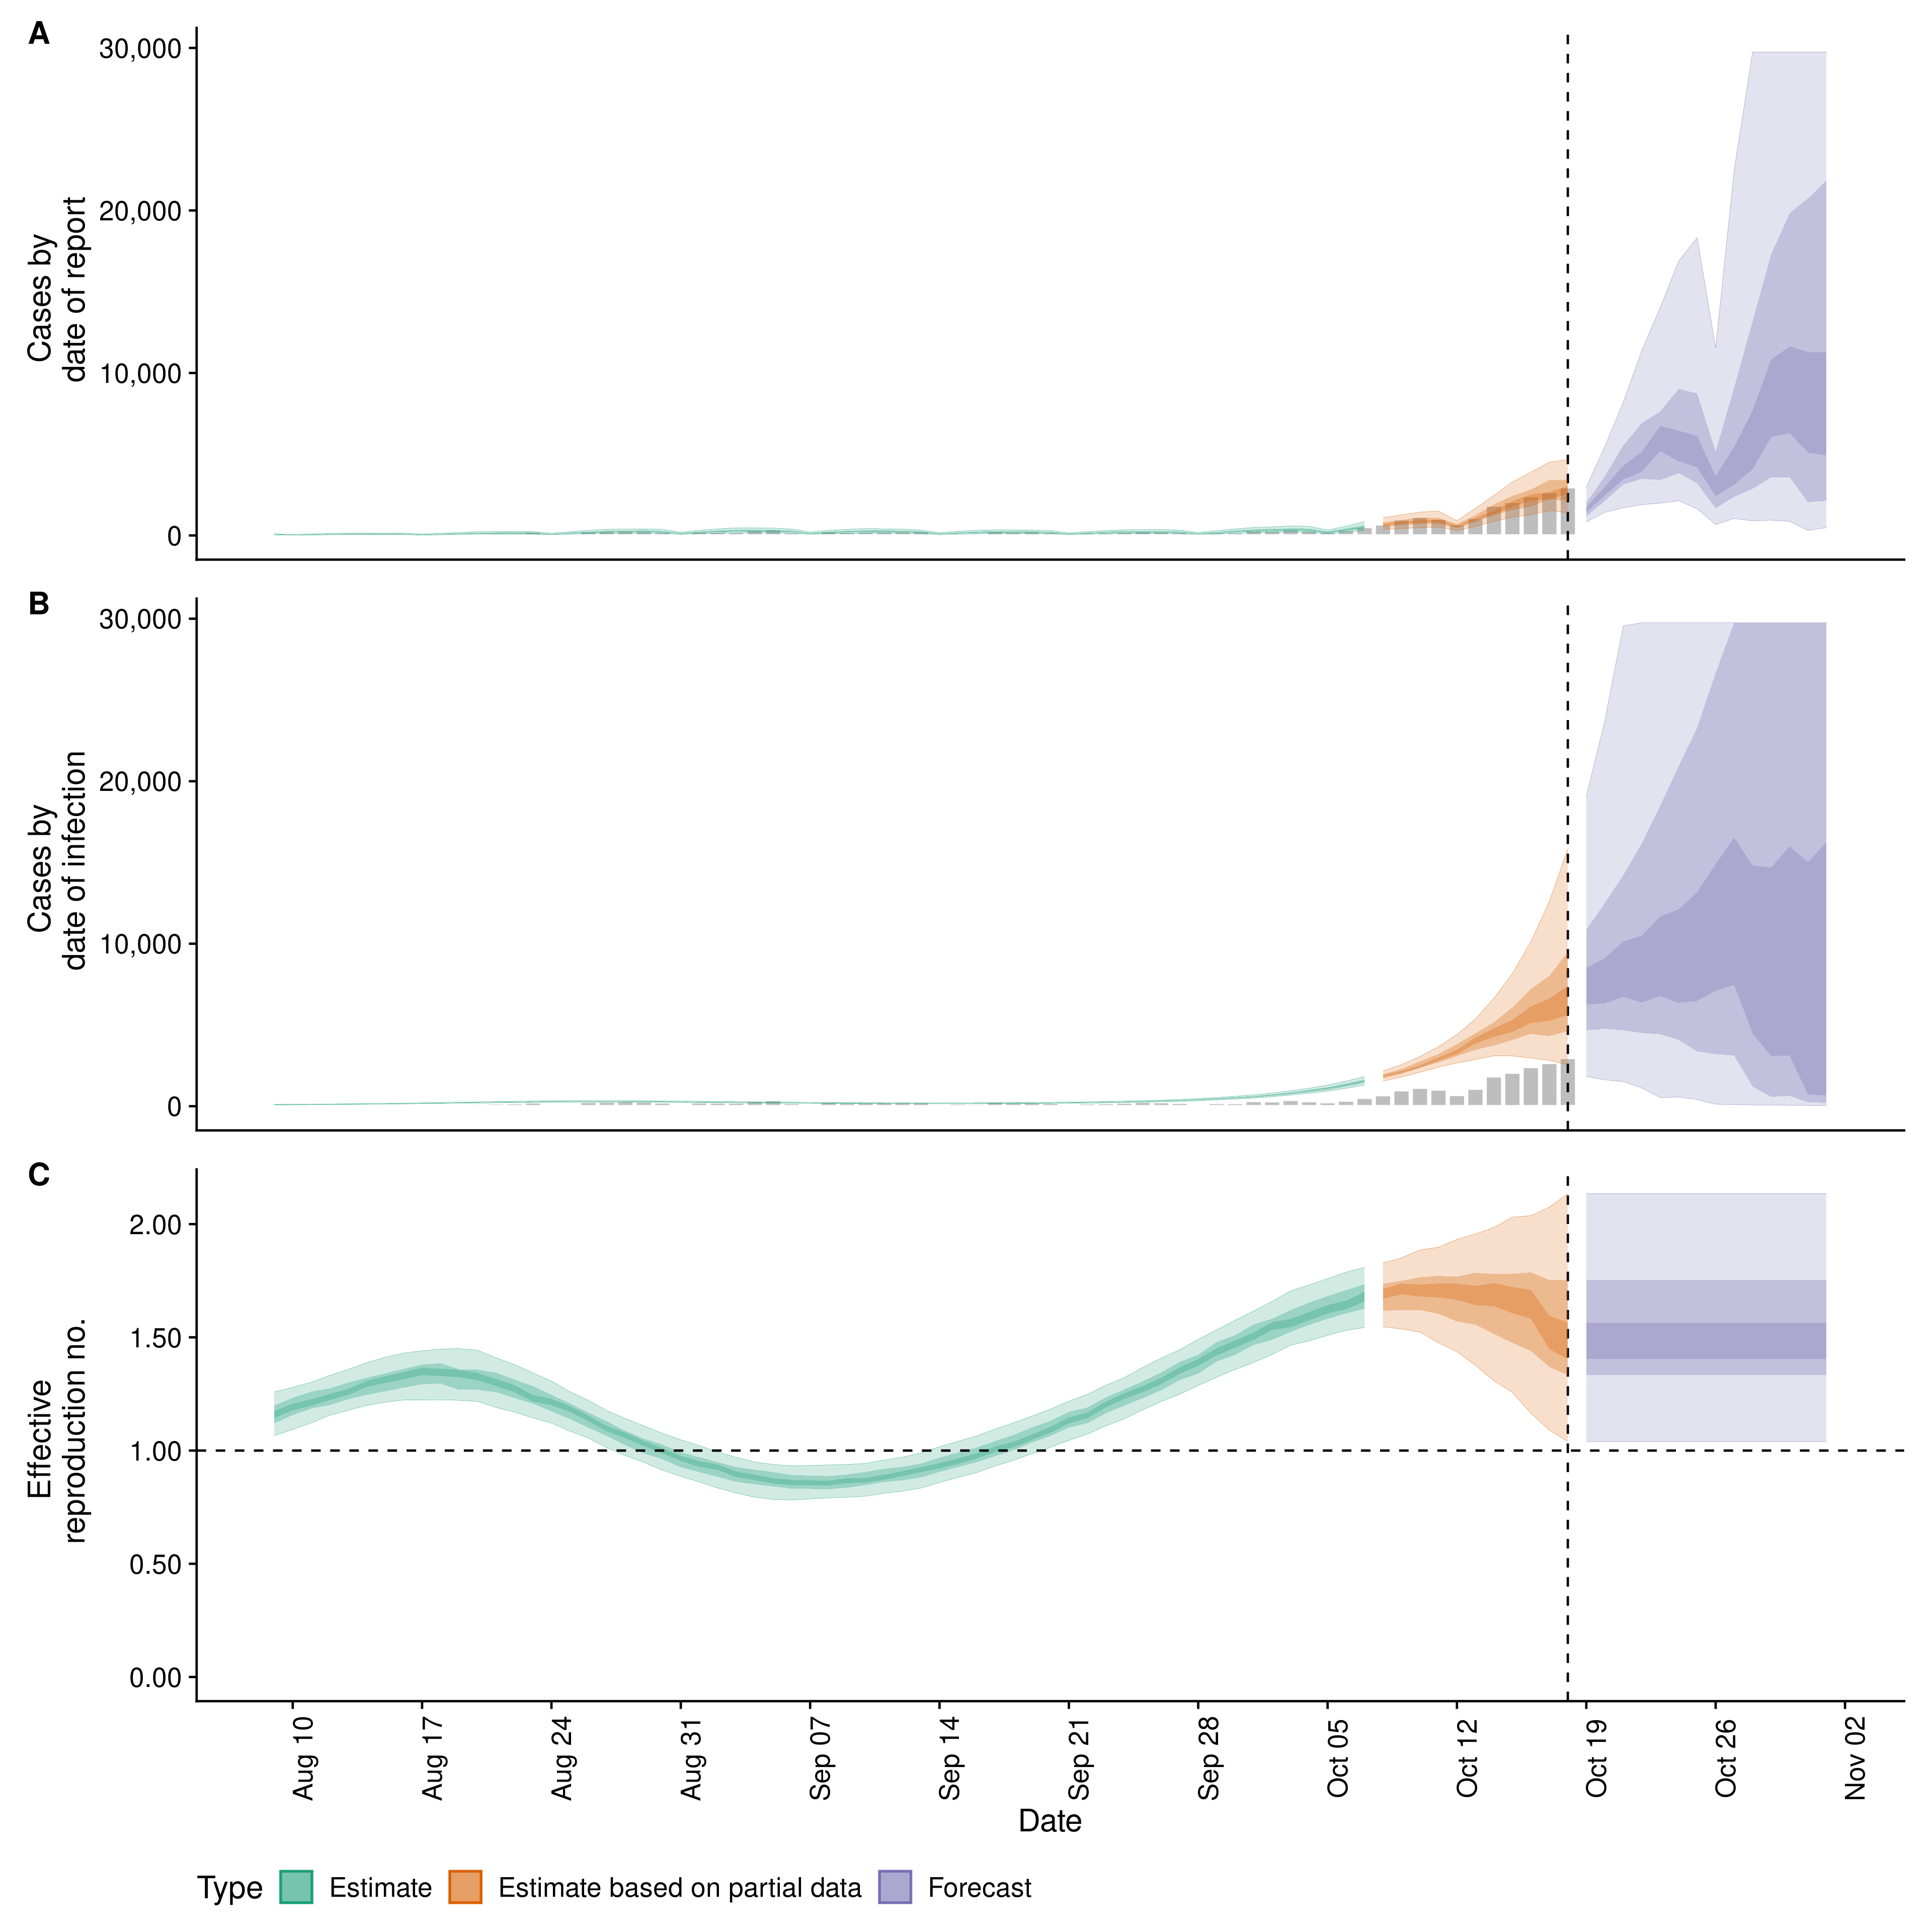 A
30,000
20,000
10,000
0
Cases by
date of report
B
30,000
20,000
10,000
0
Cases by
date of infection
C
2.00
1.50
1.00
0.50
0.00
Effective
reproduction no.
Aug 10
Aug 17
Aug 24
Aug 31
Sep 07
Sep 14
Sep 21
Sep 28
Oct 05
Oct 12
Oct 19
Oct 26
Nov 02
Date
Type Estimate Estimate based on partial data Forecast